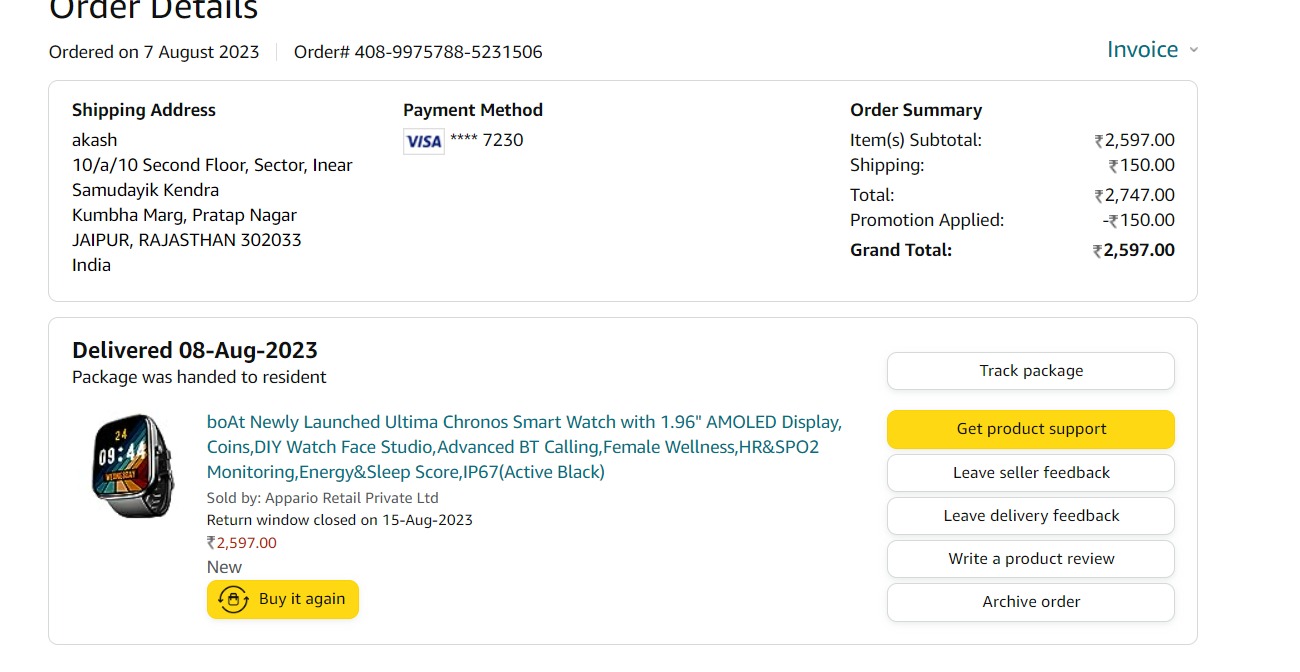 Order Details
Ordered on 7 August 2023 Order# 408-9975788-5231506
Invoice
Shipping Address
akash
10/a/10 Second Floor, Sector, Inear
Samudayik Kendra
Kumbha Marg, Pratap Nagar
JAIPUR, RAJASTHAN 302033
India
Payment Method
VISA **** 7230
Order Summary
Item(s) Subtotal: ₹2,597.00
Shipping: ₹150.00
Total: ₹2,747.00
Promotion Applied: -₹150.00
Grand Total: ₹2,597.00
Delivered 08-Aug-2023
Package was handed to resident
24
09:44
WEDNESDAY
boAt Newly Launched Ultima Chronos Smart Watch with 1.96" AMOLED Display,
Coins,DIY Watch Face Studio,Advanced BT Calling,Female Wellness,HR&SPO2
Monitoring,Energy&Sleep Score,IP67(Active Black)
Sold by: Appario Retail Private Ltd
Return window closed on 15-Aug-2023
₹2,597.00
New
Buy it again
Track package
Get product support
Leave seller feedback
Leave delivery feedback
Write a product review
Archive order